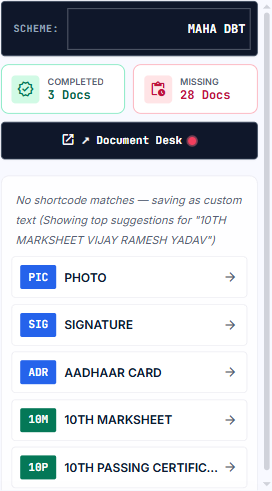 SCHEME: MAHA DBT
COMPLETED
3 Docs
MISSING
28 Docs
↗ Document Desk
No shortcode matches — saving as custom
text (Showing top suggestions for "10TH
MARKSHEET VIJAY RAMESH YADAV")
PIC PHOTO →
SIG SIGNATURE →
ADR AADHAAR CARD →
10M 10TH MARKSHEET →
10P 10TH PASSING CERTIFIC... →